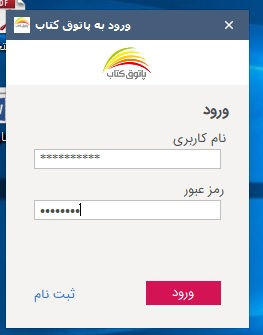 ورود به پاتوق کتاب
پاتوق کتاب
ورود
نام کاربری
**********
رمز عبور
••••••••
ورود
ثبت نام